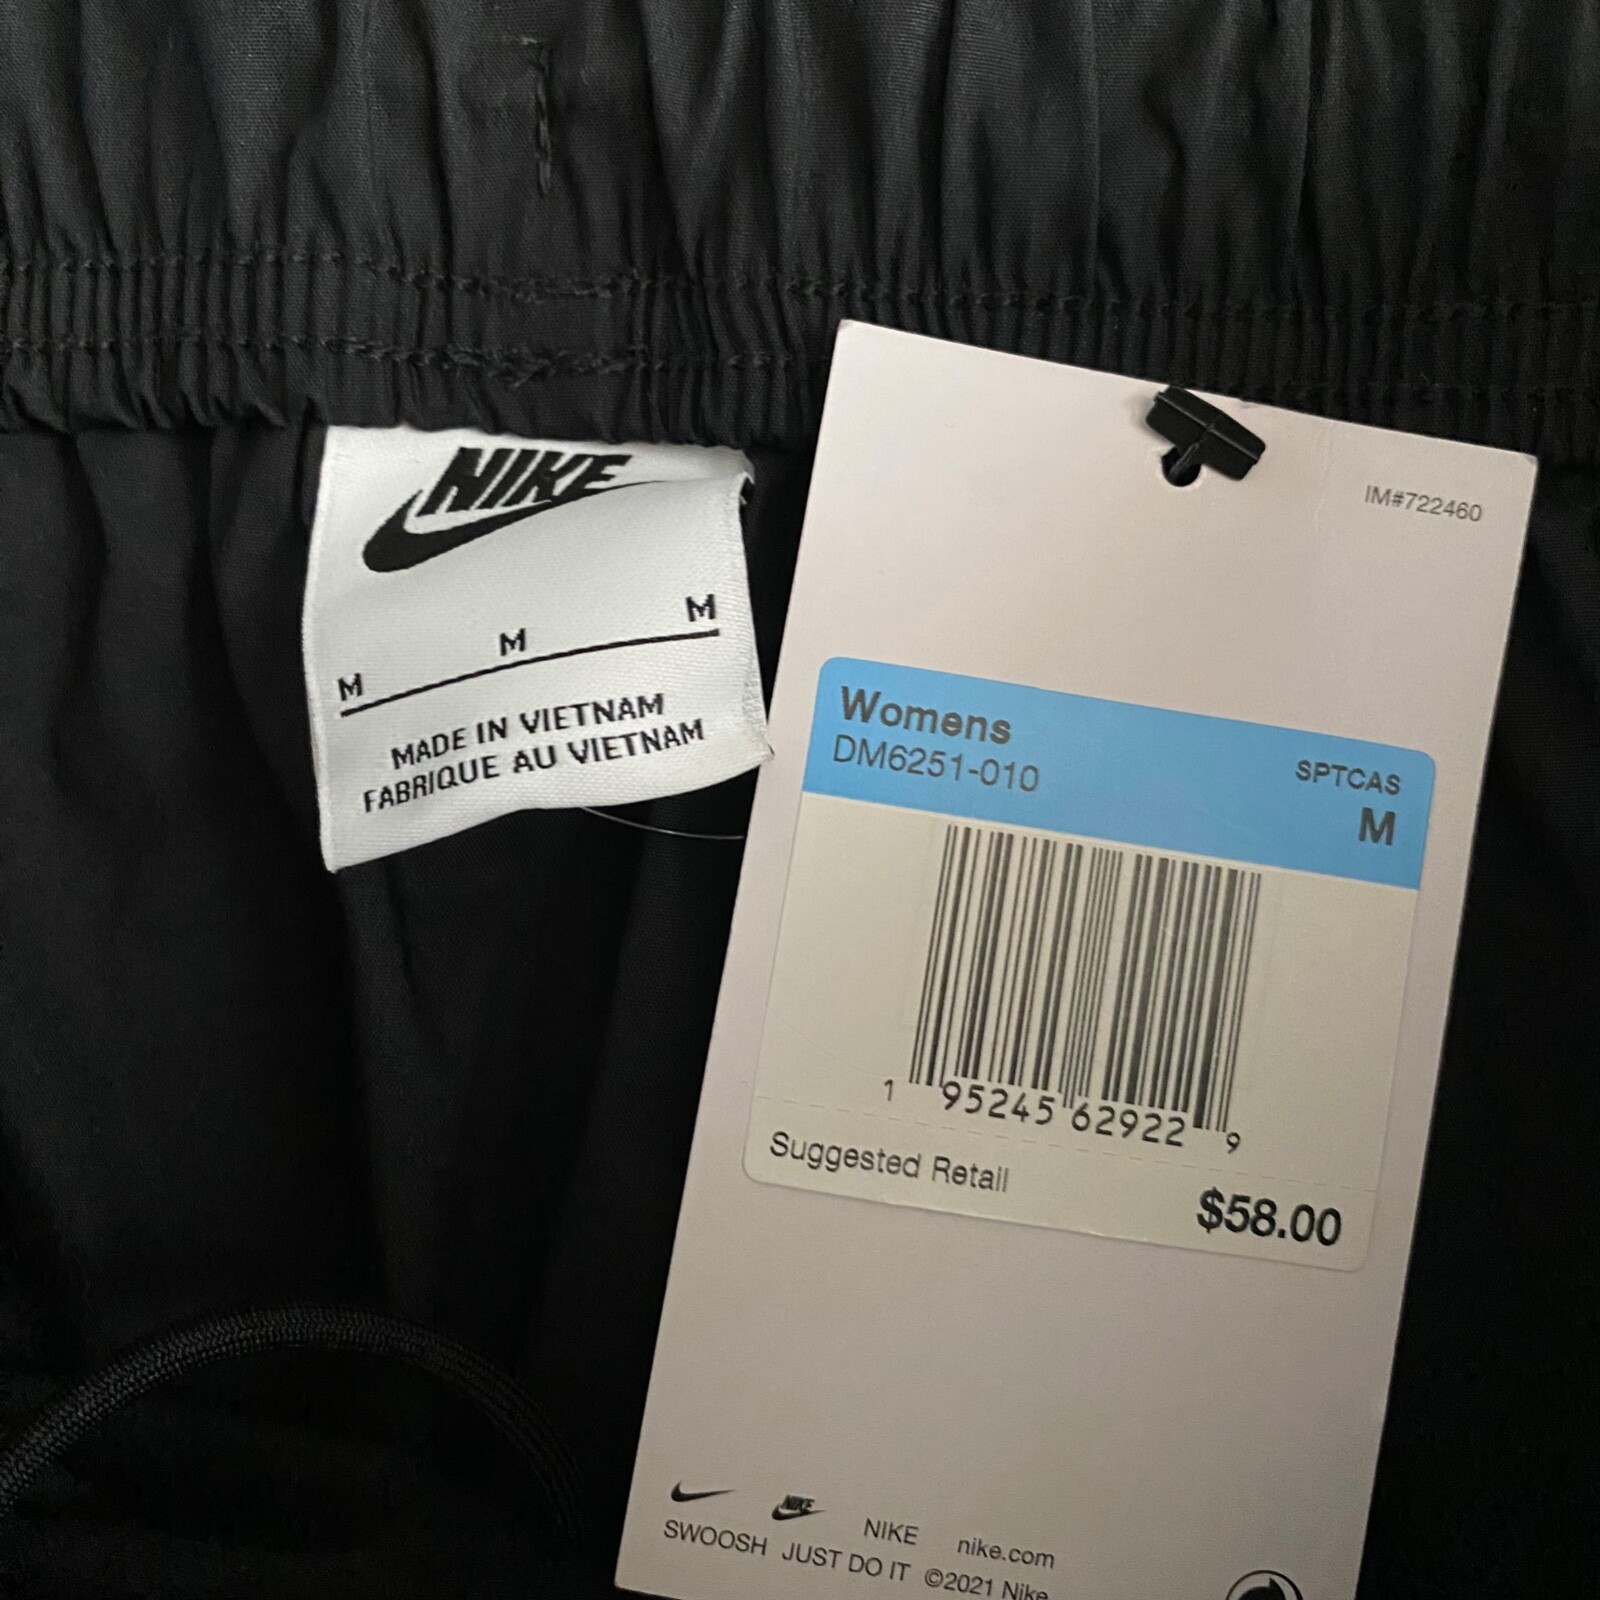 NIKE
M M M
MADE IN VIETNAM
FABRIQUE AU VIETNAM
IM#722460
Womens
DM6251-010
SPTCAS
M
1 95245 62922 9
Suggested Retail
$58.00
NIKE NIKE nike.com
SWOOSH JUST DO IT ©2021 Nike